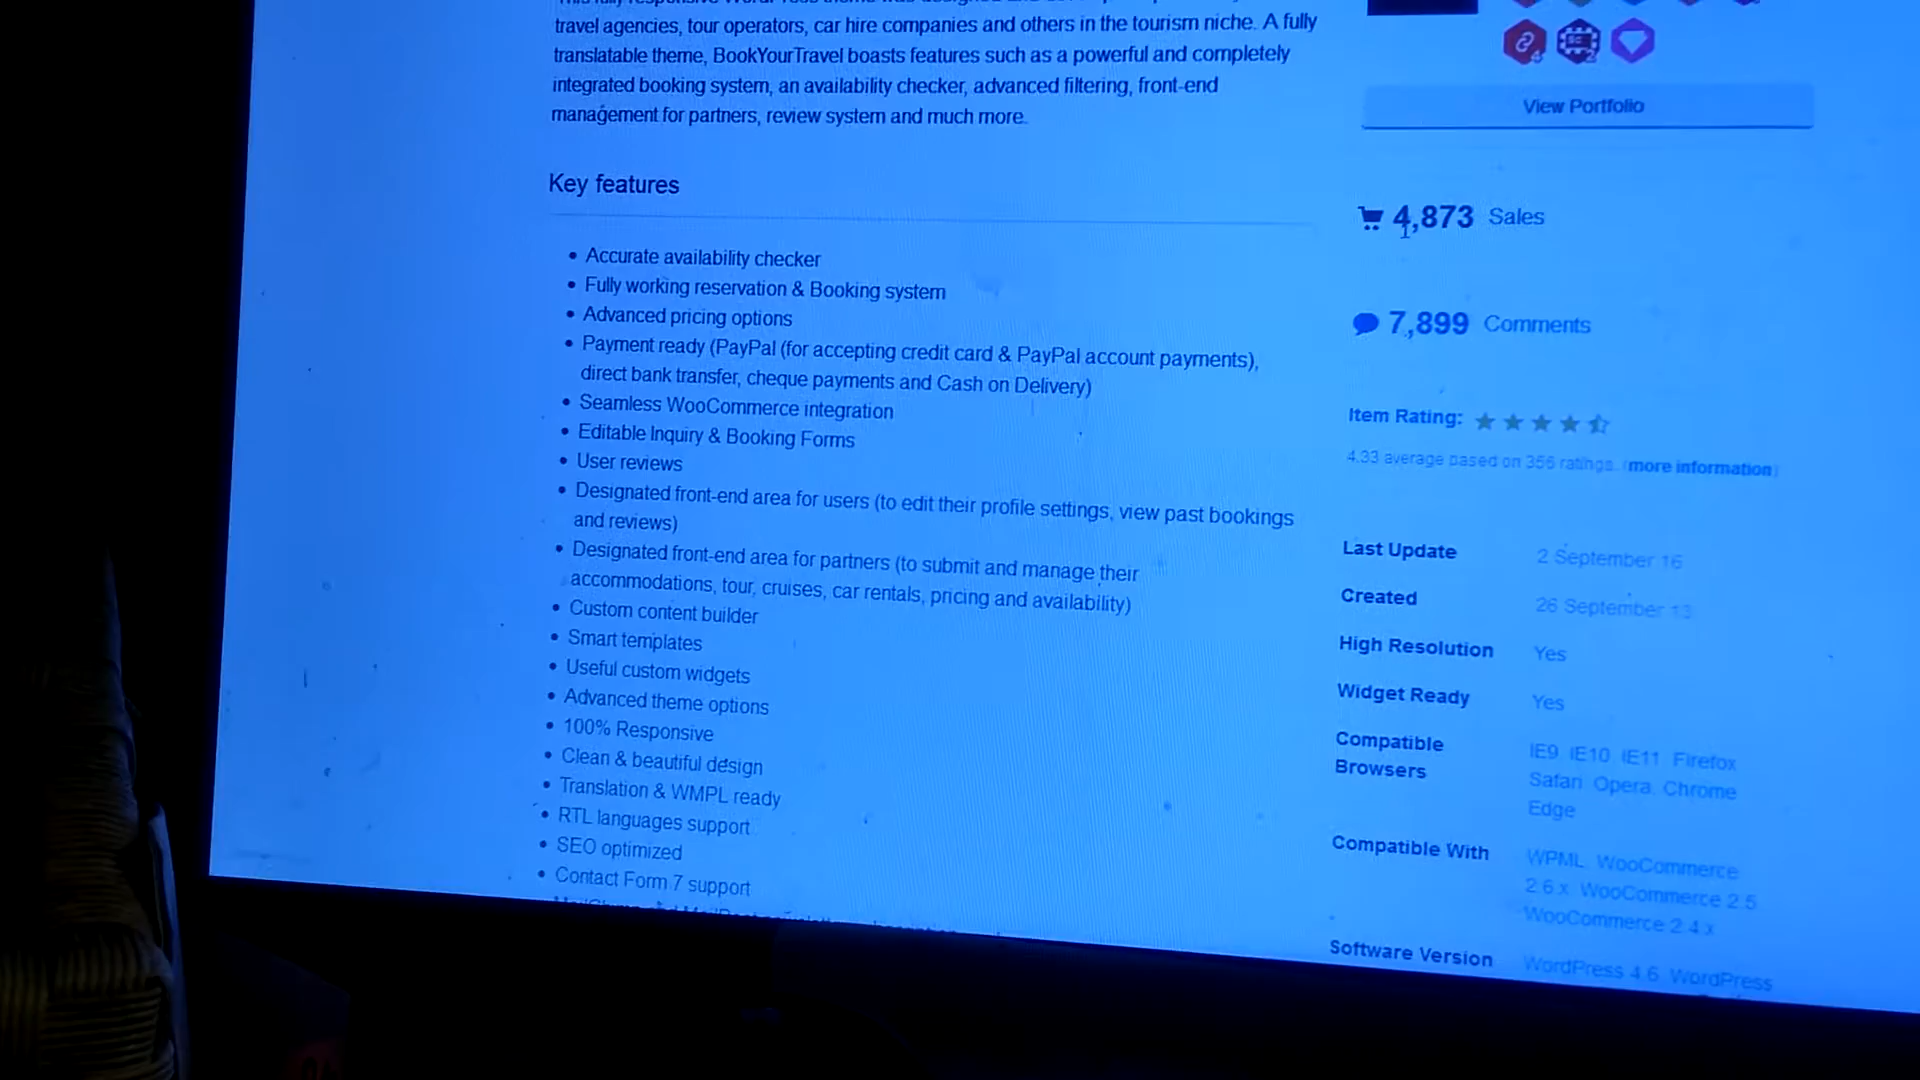 travel agencies, tour operators, car hire companies and others in the tourism niche. A fully
translatable theme, BookYourTravel boasts features such as a powerful and completely
integrated booking system, an availability checker, advanced filtering, front-end
management for partners, review system and much more.
Key features
• Accurate availability checker
• Fully working reservation & Booking system
• Advanced pricing options
• Payment ready (PayPal (for accepting credit card & PayPal account payments),
direct bank transfer, cheque payments and Cash on Delivery)
• Seamless WooCommerce integration
• Editable Inquiry & Booking Forms
• User reviews
• Designated front-end area for users (to edit their profile settings, view past bookings
and reviews)
• Designated front-end area for partners (to submit and manage their
accommodations, tour, cruises, car rentals, pricing and availability)
• Custom content builder
• Smart templates
• Useful custom widgets
• Advanced theme options
• 100% Responsive
• Clean & beautiful design
• Translation & WMPL ready
• RTL languages support
• SEO optimized
• Contact Form 7 support
View Portfolio
4,873 Sales
7,899 Comments
Item Rating:
4.33 average based on 356 ratings. (more information)
Last Update 2 September 16
Created 26 September 13
High Resolution Yes
Widget Ready Yes
Compatible Browsers IE9, IE10, IE11, Firefox,
Safari, Opera, Chrome,
Edge
Compatible With WPML, WooCommerce
2.6.x, WooCommerce 2.5
WooCommerce 2.4.x
Software Version WordPress 4.6, WordPress